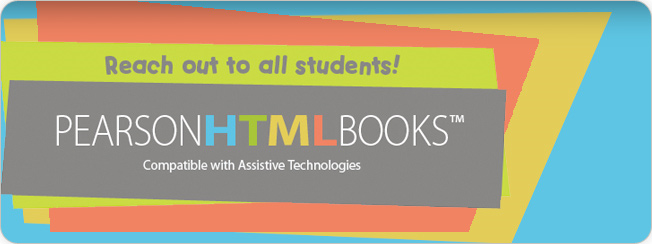 Reach out to all students!
PEARSONHTMLBOOKS™
Compatible with Assistive Technologies